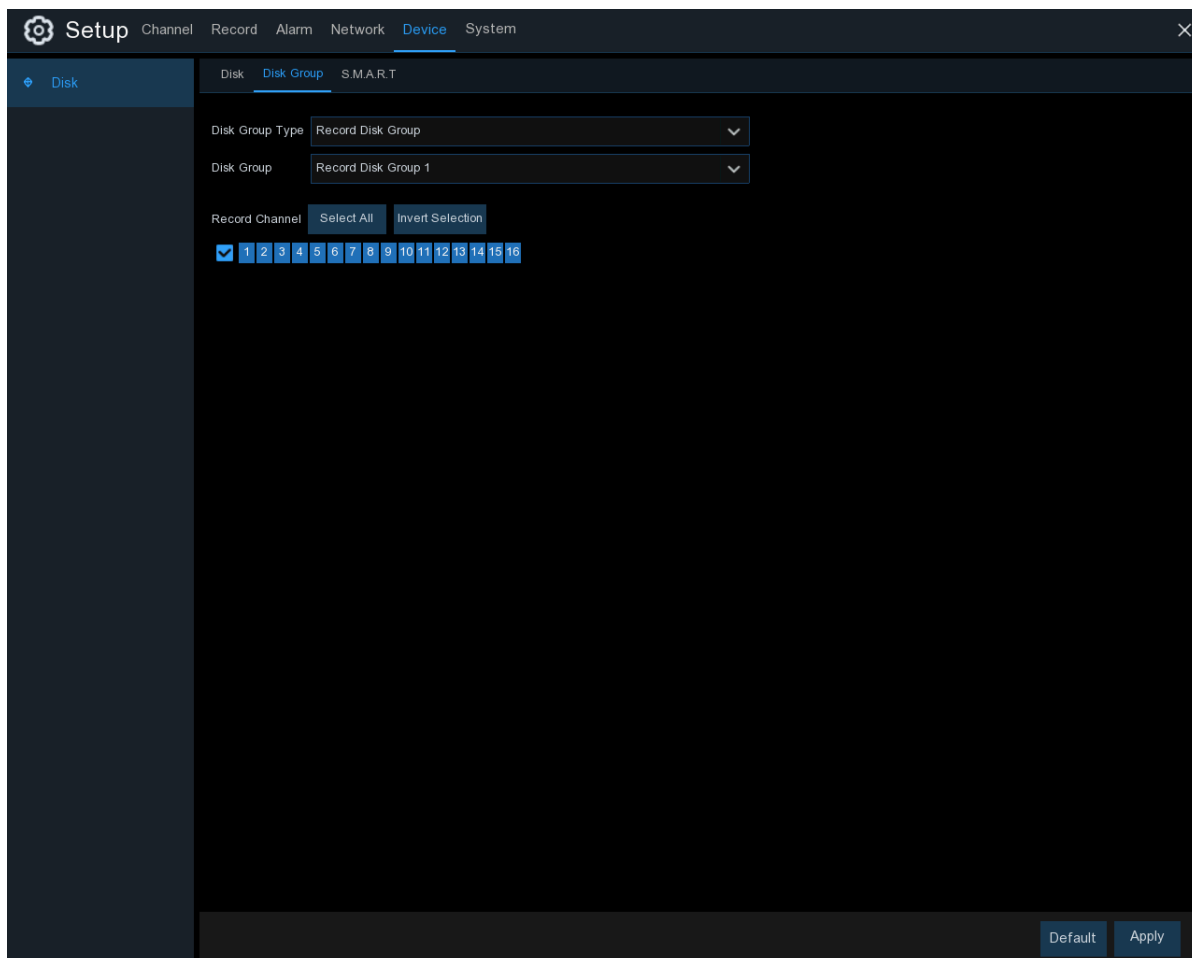 Setup Channel Record Alarm Network Device System
Disk
Disk Disk Group S.M.A.R.T
Disk Group Type Record Disk Group
Disk Group Record Disk Group 1
Record Channel Select All Invert Selection
1 2 3 4 5 6 7 8 9 10 11 12 13 14 15 16
Default Apply